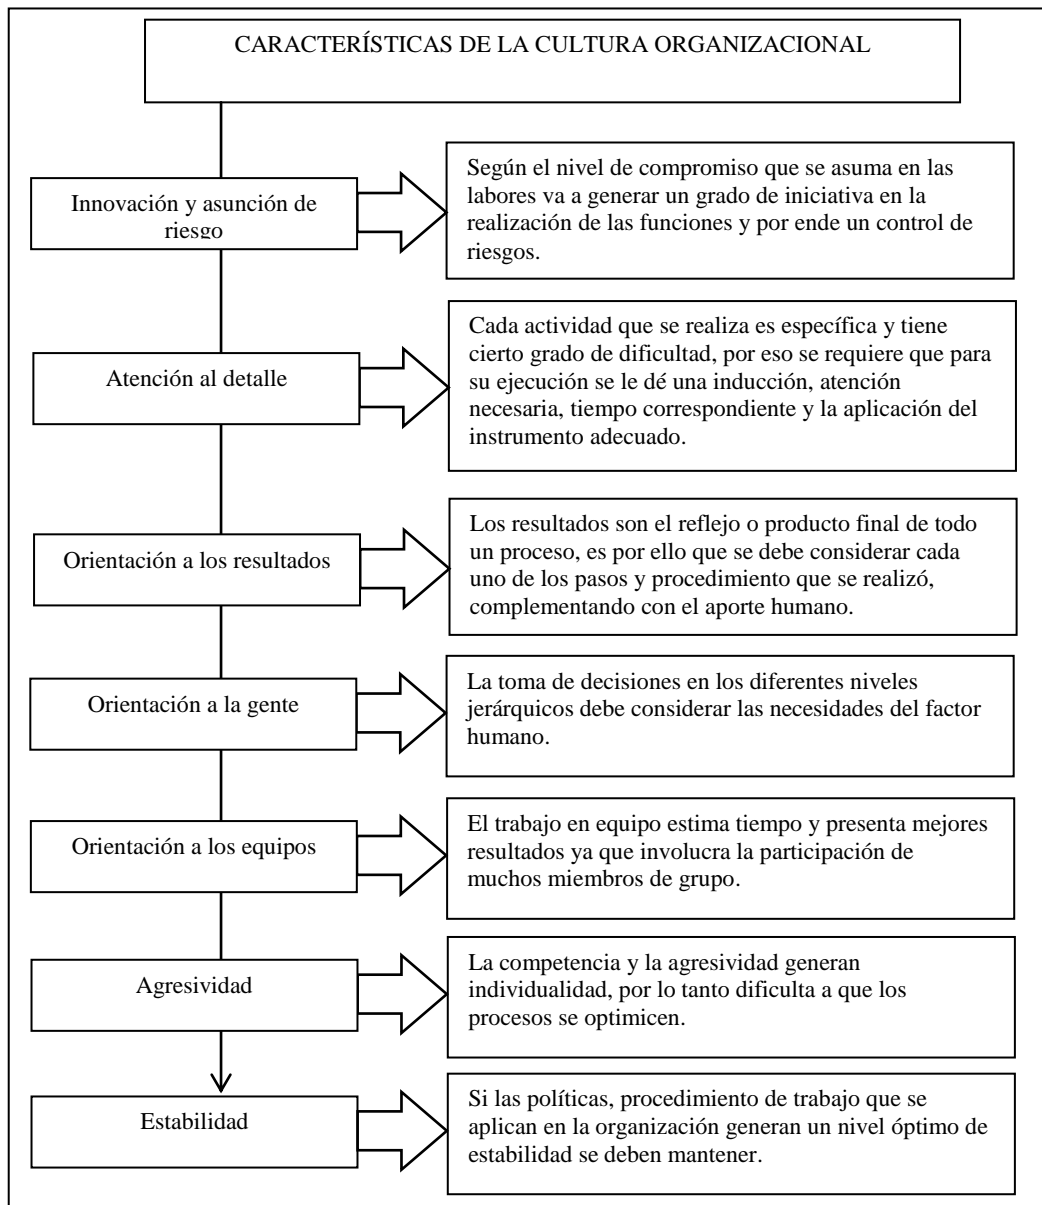 CARACTERÍSTICAS DE LA CULTURA ORGANIZACIONAL
Innovación y asunción de
riesgo
Según el nivel de compromiso que se asuma en las
labores va a generar un grado de iniciativa en la
realización de las funciones y por ende un control de
riesgos.
Atención al detalle
Cada actividad que se realiza es específica y tiene
cierto grado de dificultad, por eso se requiere que para
su ejecución se le dé una inducción, atención
necesaria, tiempo correspondiente y la aplicación del
instrumento adecuado.
Orientación a los resultados
Los resultados son el reflejo o producto final de todo
un proceso, es por ello que se debe considerar cada
uno de los pasos y procedimiento que se realizó,
complementando con el aporte humano.
Orientación a la gente
La toma de decisiones en los diferentes niveles
jerárquicos debe considerar las necesidades del factor
humano.
Orientación a los equipos
El trabajo en equipo estima tiempo y presenta mejores
resultados ya que involucra la participación de
muchos miembros de grupo.
Agresividad
La competencia y la agresividad generan
individualidad, por lo tanto dificulta a que los
procesos se optimicen.
Estabilidad
Si las políticas, procedimiento de trabajo que se
aplican en la organización generan un nivel óptimo de
estabilidad se deben mantener.